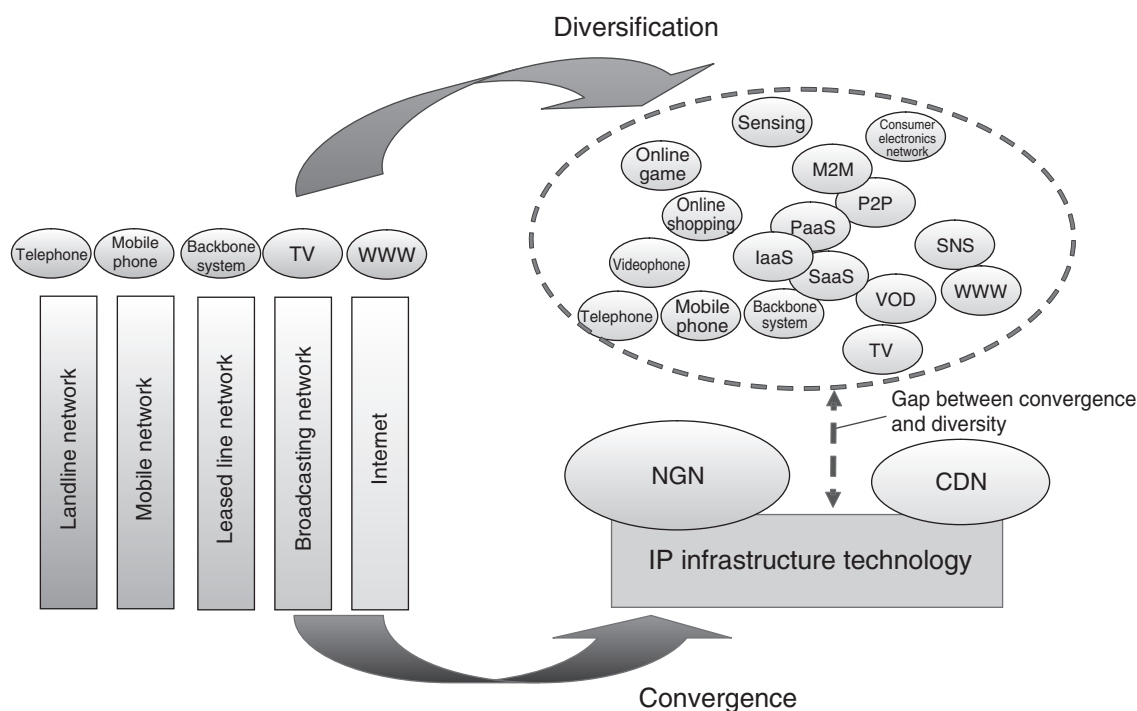 Diversification
Sensing
Consumer
electronics
network
Online
game
M2M
P2P
Online
shopping
PaaS
SNS
IaaS
Videophone
SaaS
WWW
VOD
Telephone
Mobile
phone
Backbone
system
TV
Telephone
Mobile
phone
Backbone
system
TV
WWW
Landline network
Mobile network
Leased line network
Broadcasting network
Internet
Gap between convergence
and diversity
NGN
CDN
IP infrastructure technology
Convergence